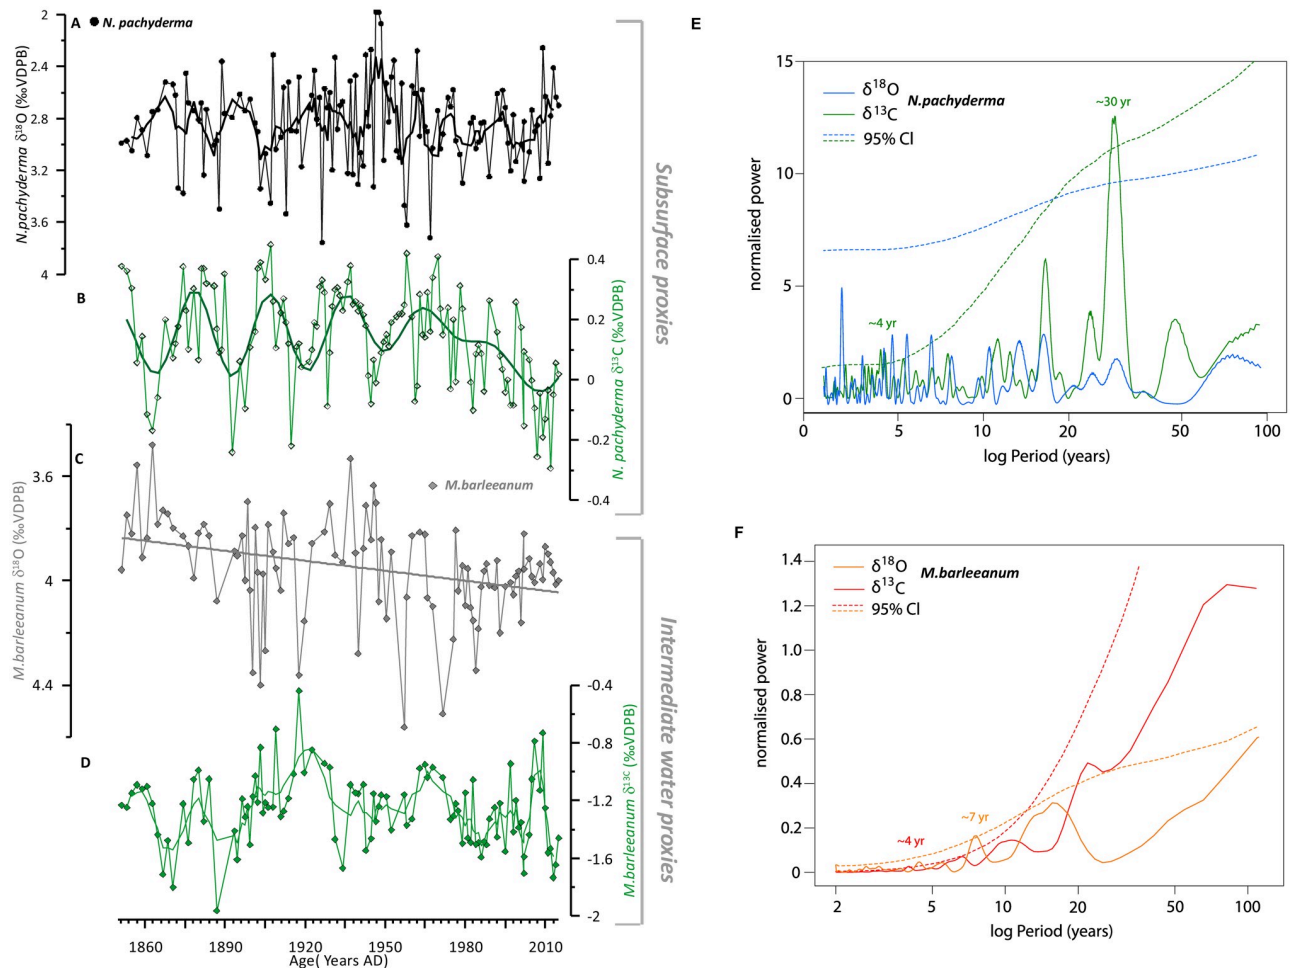 A N. pachyderma
2
2.4
2.8
3.2
3.6
4
N.pachyderma δ18O (‰VDPB)
B
0.4
0.2
0
-0.2
-0.4
N. pachyderma δ13C (‰VDPB)
Subsurface proxies
C
M.barleeanum
3.6
4
4.4
M.barleeanum δ18O (‰VDPB)
D
-0.4
-0.8
-1.2
-1.6
-2
M.barleeanum δ13C (‰VDPB)
Intermediate water proxies
1860 1890 1920 1950 1980 2010
Age( Years AD)
E
15
10
5
0
normalised power
δ18O N.pachyderma
δ13C
95% Cl
~30 yr
~4 yr
0 5 10 20 50 100
log Period (years)
F
1.4
1.2
1.0
0.8
0.6
0.4
0.2
0
normalised power
δ18O M.barleeanum
δ13C
95% Cl
~7 yr
~4 yr
2 5 10 20 50 100
log Period (years)